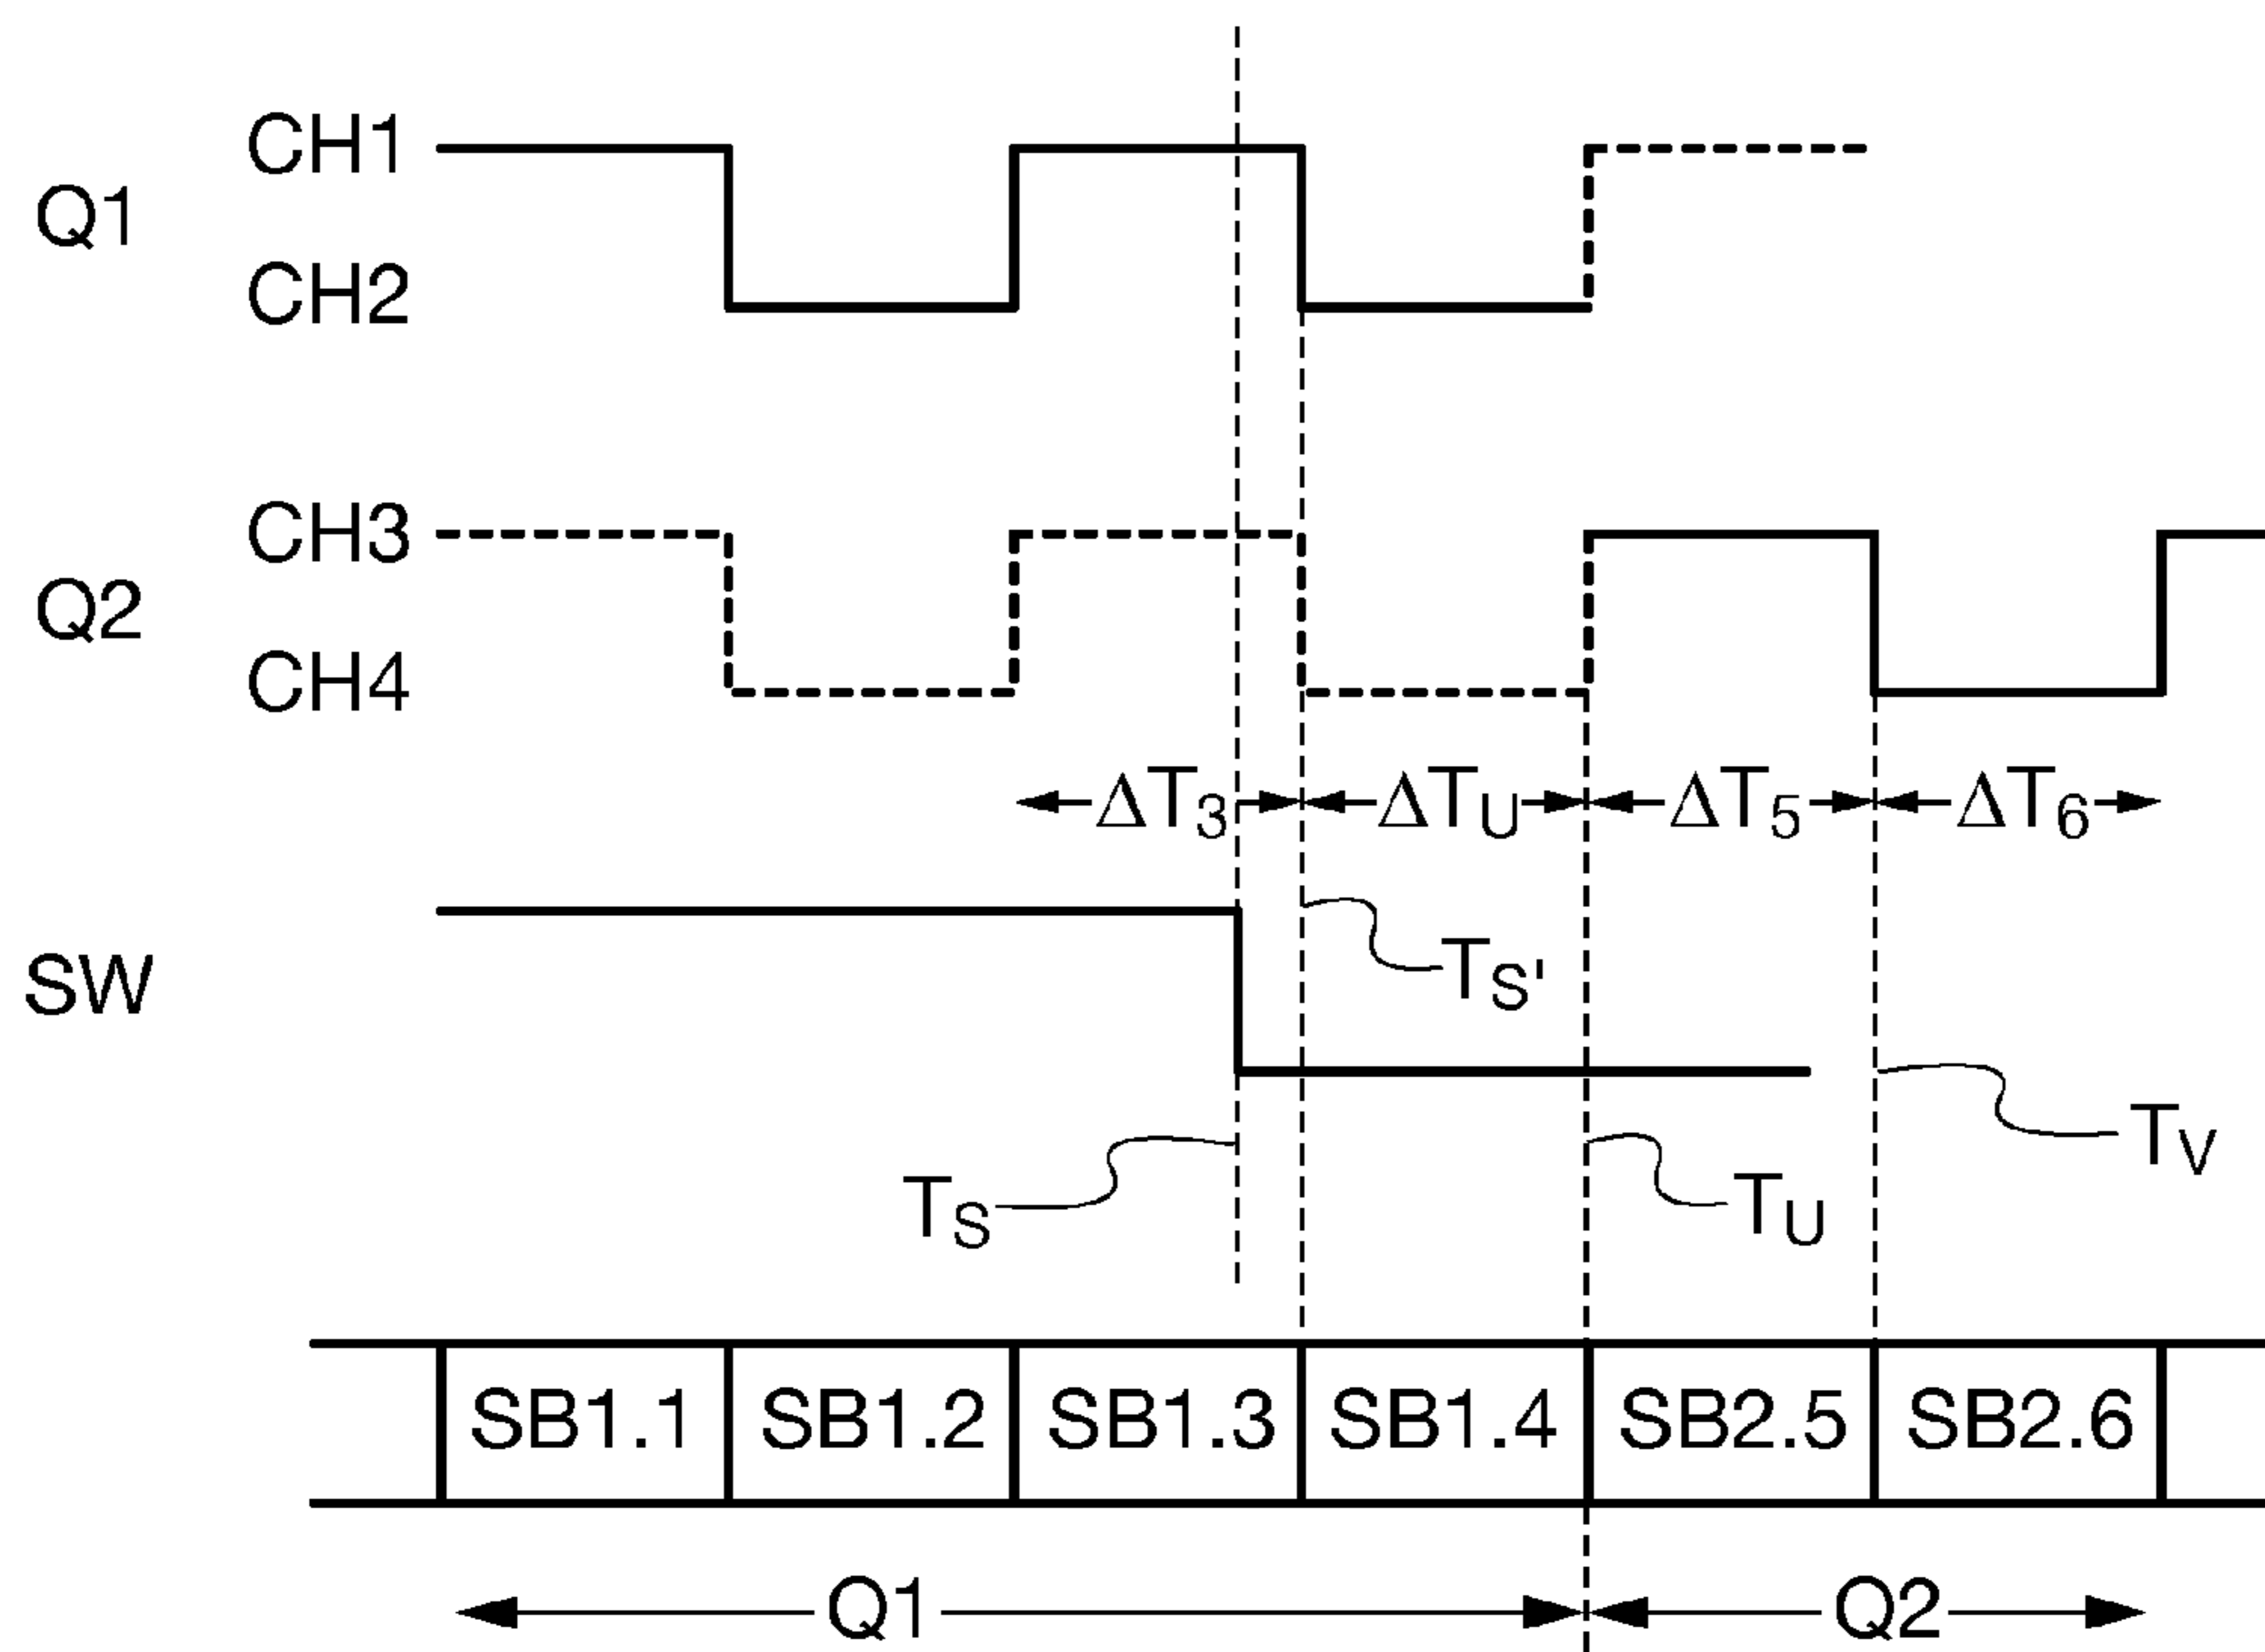 CH1
Q1
CH2
CH3
Q2
CH4
ΔT3 ΔTU ΔT5 ΔT6
SW
TS'
TS
TU
TV
SB1.1 SB1.2 SB1.3 SB1.4 SB2.5 SB2.6
Q1 Q2